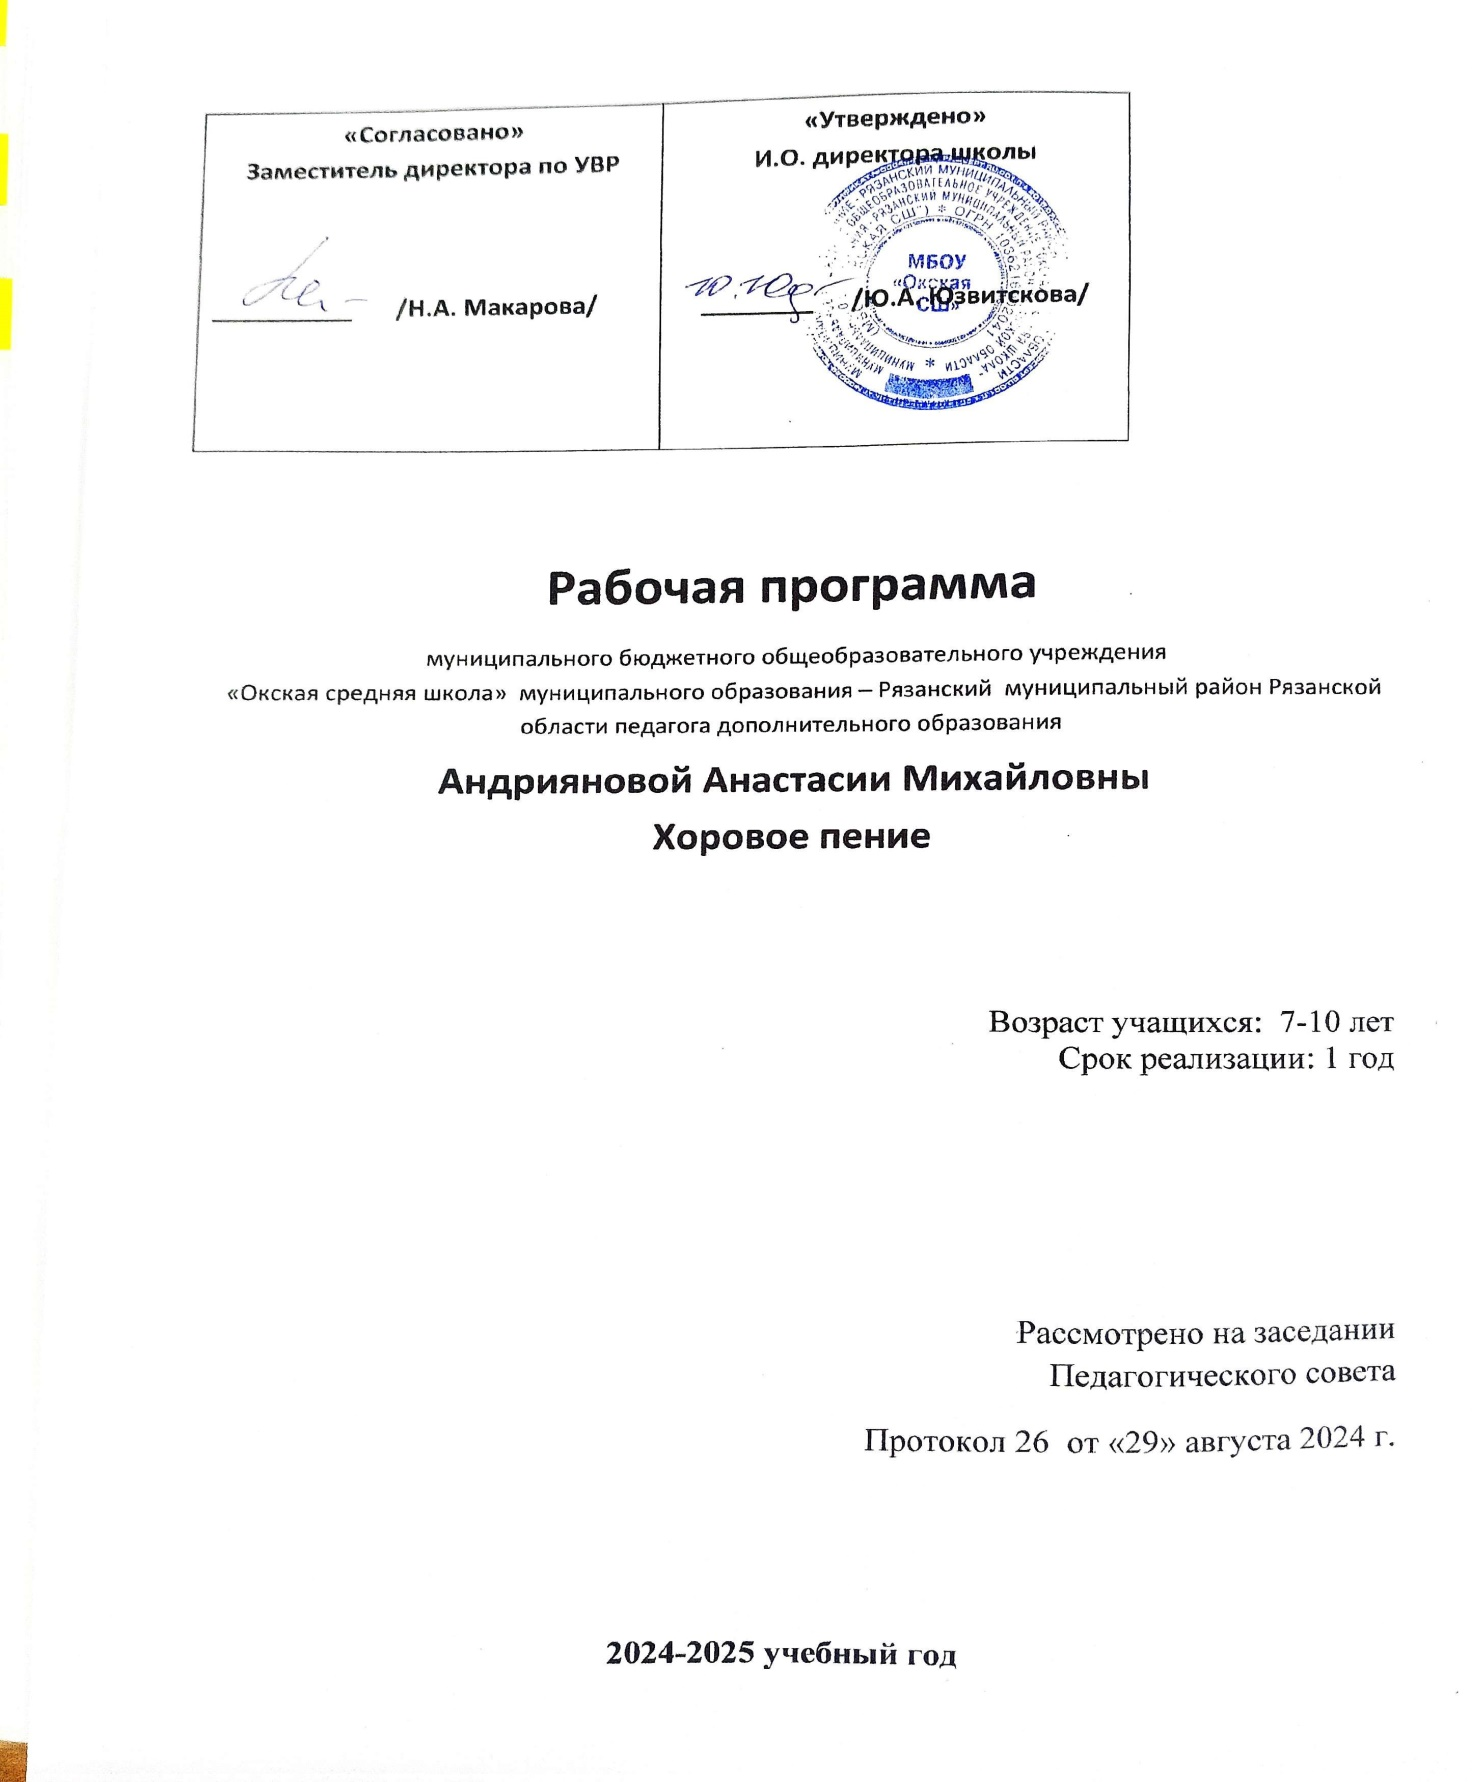 «Согласовано»
Заместитель директора по УВР
/Н.А. Макарова/
«Утверждено»
И.О. директора школы
/Ю.А. Юзвитскова/
МБОУ
«Окская
СШ»
Рабочая программа
муниципального бюджетного общеобразовательного учреждения
«Окская средняя школа» муниципального образования – Рязанский муниципальный район Рязанской
области педагога дополнительного образования
Андрияновой Анастасии Михайловны
Хоровое пение
Возраст учащихся: 7-10 лет
Срок реализации: 1 год
Рассмотрено на заседании
Педагогического совета
Протокол 26 от «29» августа 2024 г.
2024-2025 учебный год